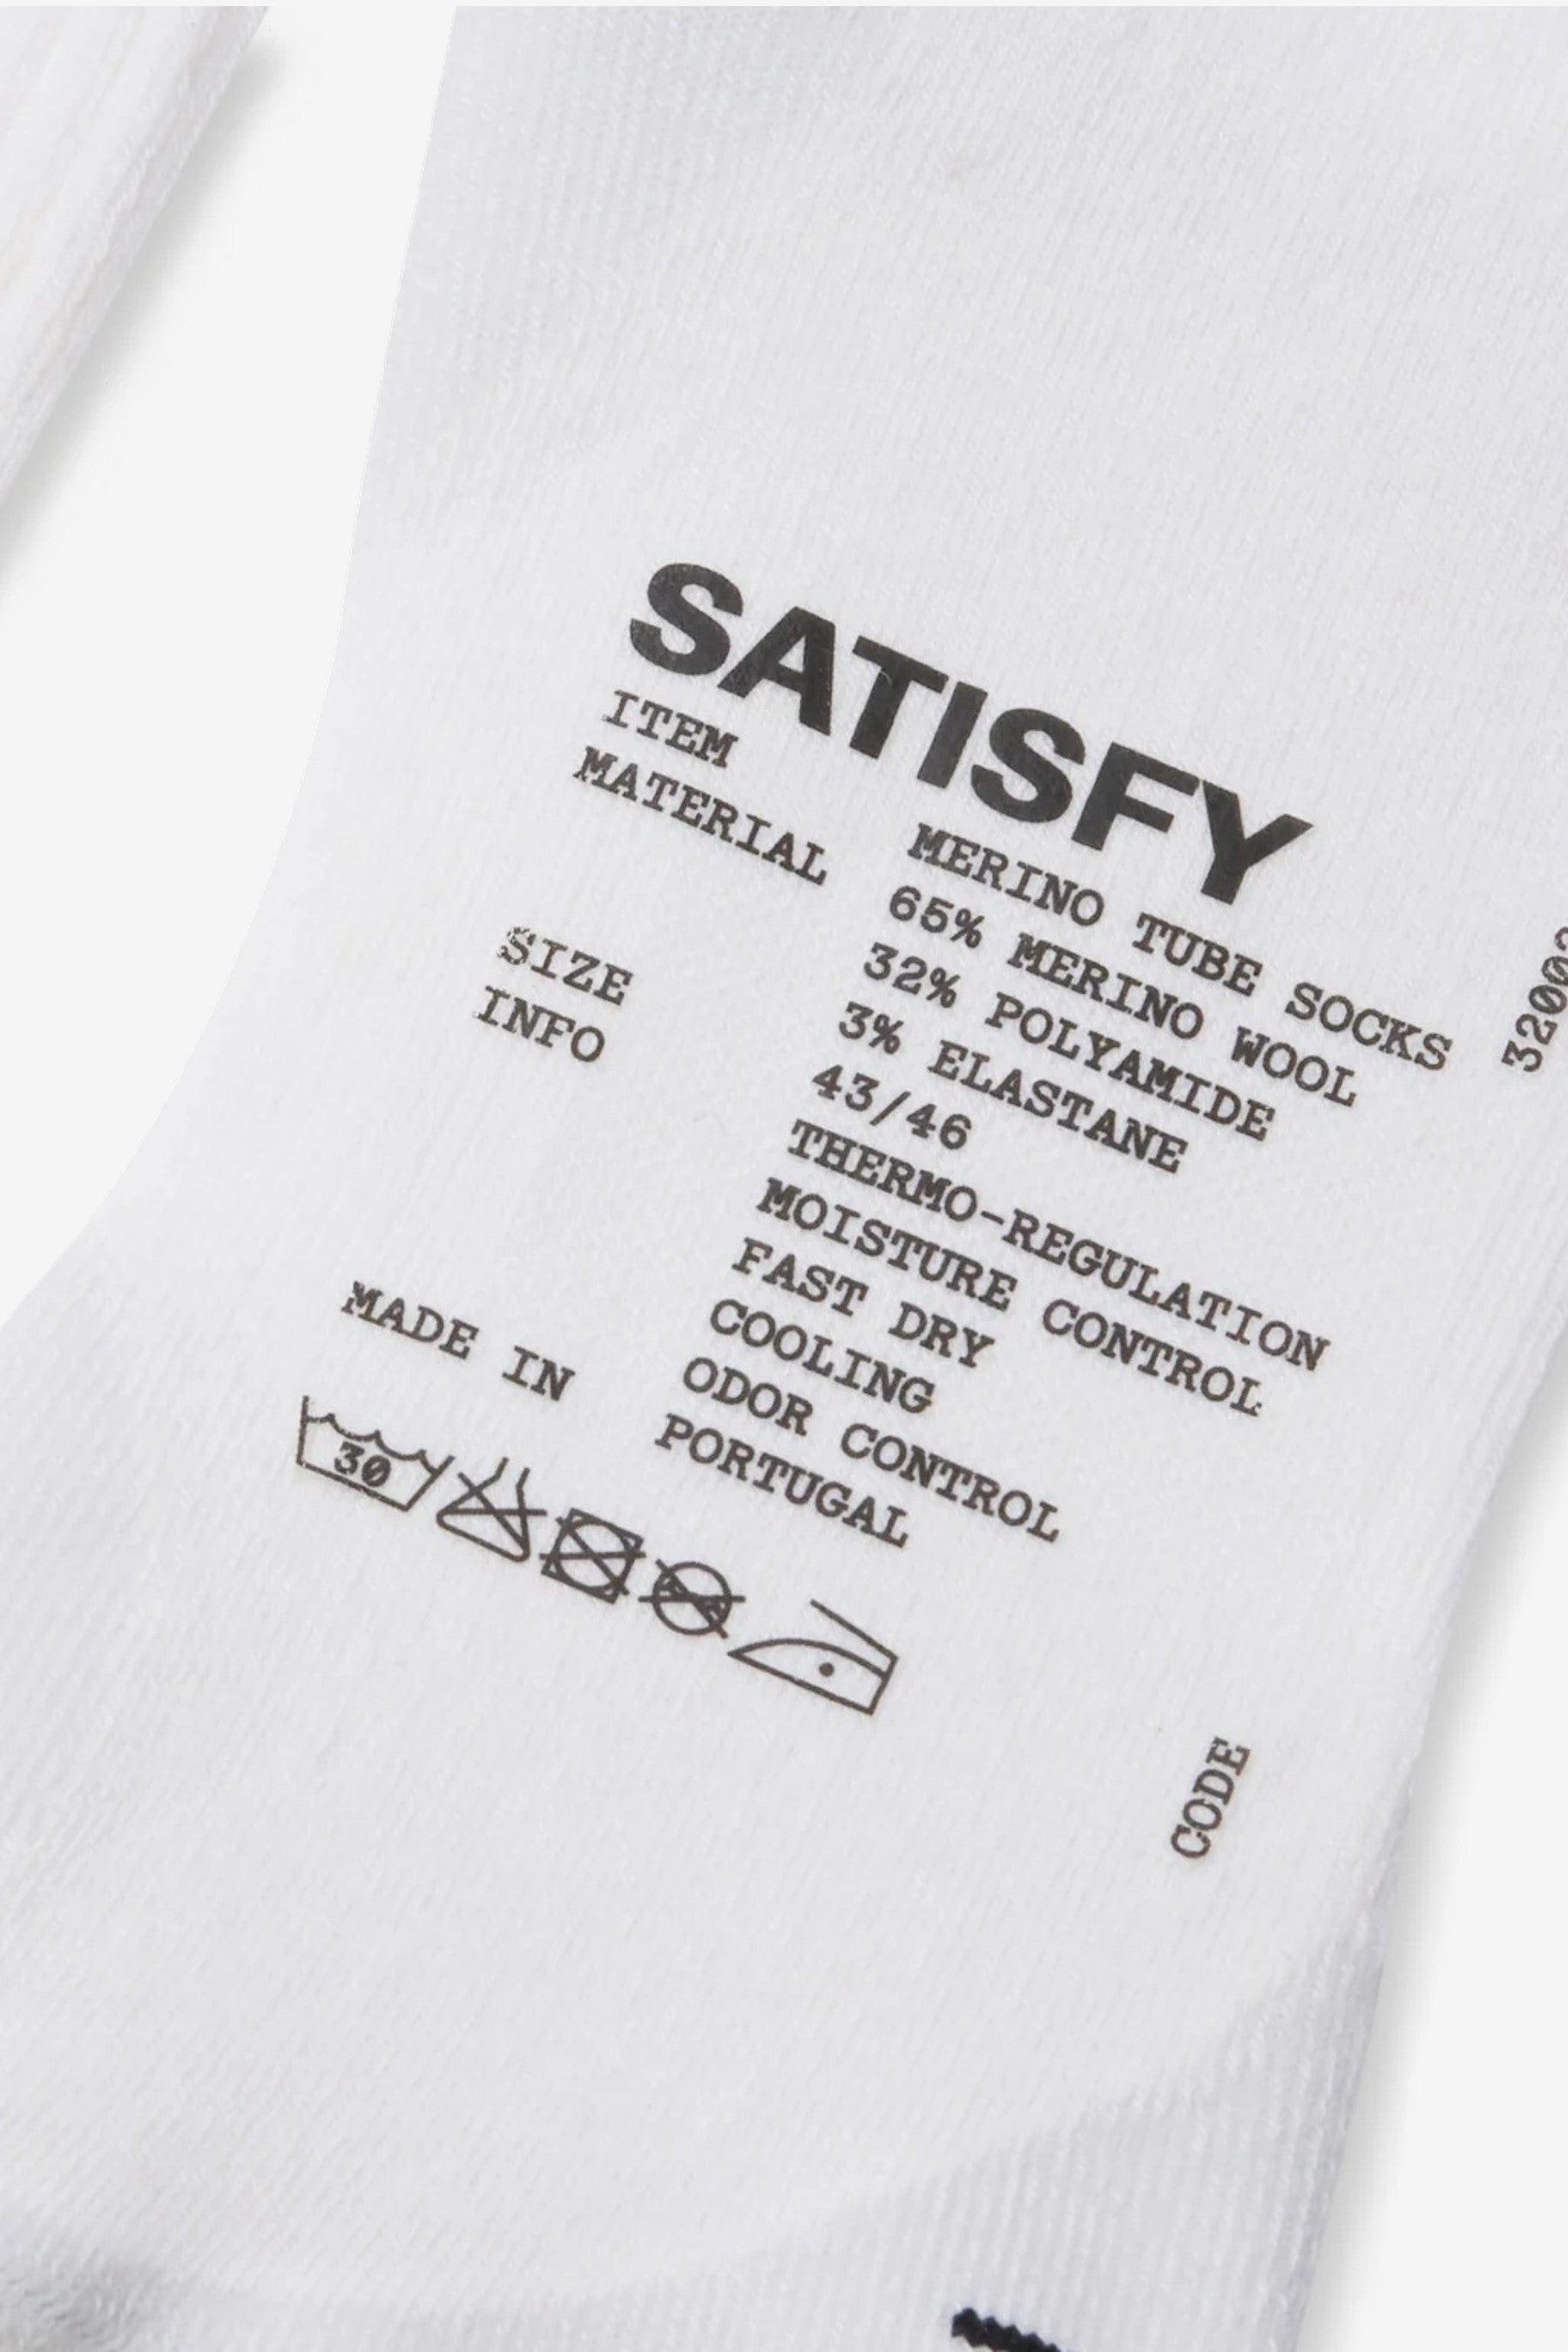 SATISFY
ITEM MERINO TUBE SOCKS
MATERIAL 65% MERINO WOOL
32% POLYAMIDE
3% ELASTANE
SIZE 43/46
INFO THERMO-REGULATION
MOISTURE CONTROL
FAST DRY
COOLING
ODOR CONTROL
MADE IN PORTUGAL
30
CODE